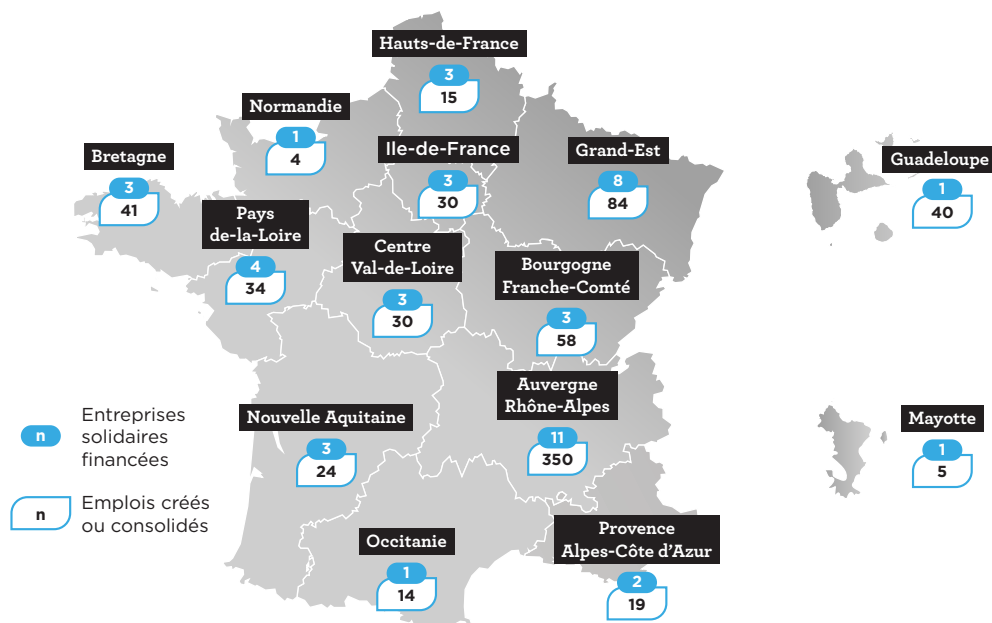 Hauts-de-France
3
15
Normandie
1
4
Ile-de-France
3
30
Grand-Est
8
84
Bretagne
3
41
Guadeloupe
1
40
Pays
de-la-Loire
4
34
Centre
Val-de-Loire
3
30
Bourgogne
Franche-Comté
3
58
Auvergne
Rhône-Alpes
11
350
Nouvelle Aquitaine
3
24
Mayotte
1
5
n
Entreprises
solidaires
financées
n
Emplois créés
ou consolidés
Occitanie
1
14
Provence
Alpes-Côte d'Azur
2
19